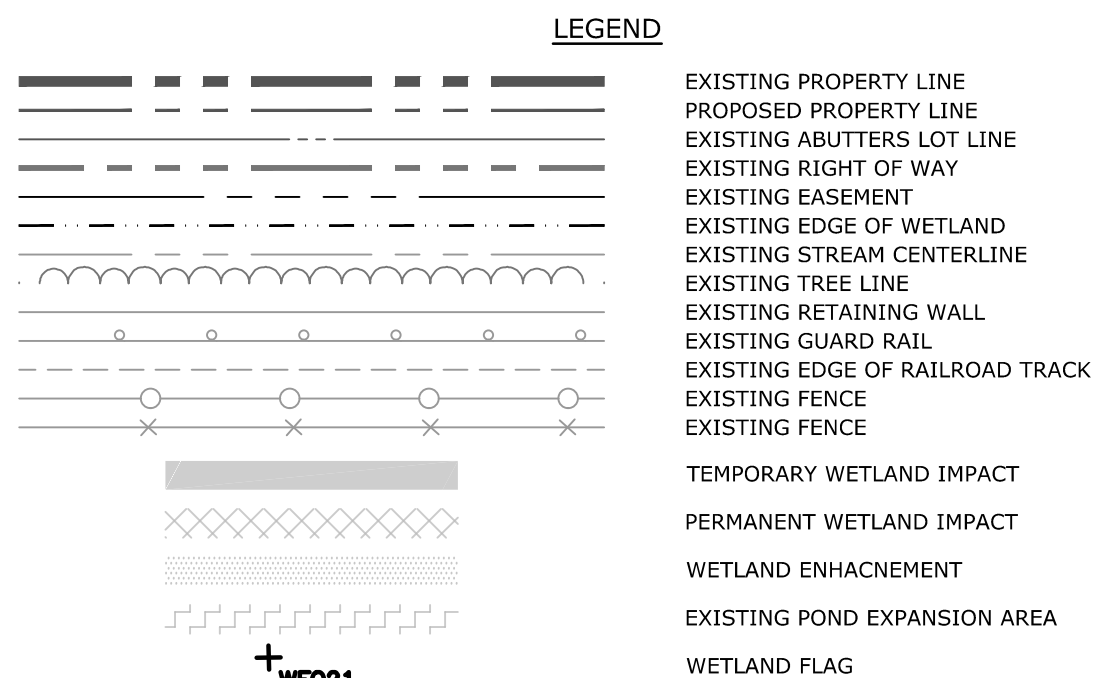 LEGEND
EXISTING PROPERTY LINE
PROPOSED PROPERTY LINE
EXISTING ABUTTERS LOT LINE
EXISTING RIGHT OF WAY
EXISTING EASEMENT
EXISTING EDGE OF WETLAND
EXISTING STREAM CENTERLINE
EXISTING TREE LINE
EXISTING RETAINING WALL
EXISTING GUARD RAIL
EXISTING EDGE OF RAILROAD TRACK
EXISTING FENCE
EXISTING FENCE
TEMPORARY WETLAND IMPACT
PERMANENT WETLAND IMPACT
WETLAND ENHACNEMENT
EXISTING POND EXPANSION AREA
WETLAND FLAG